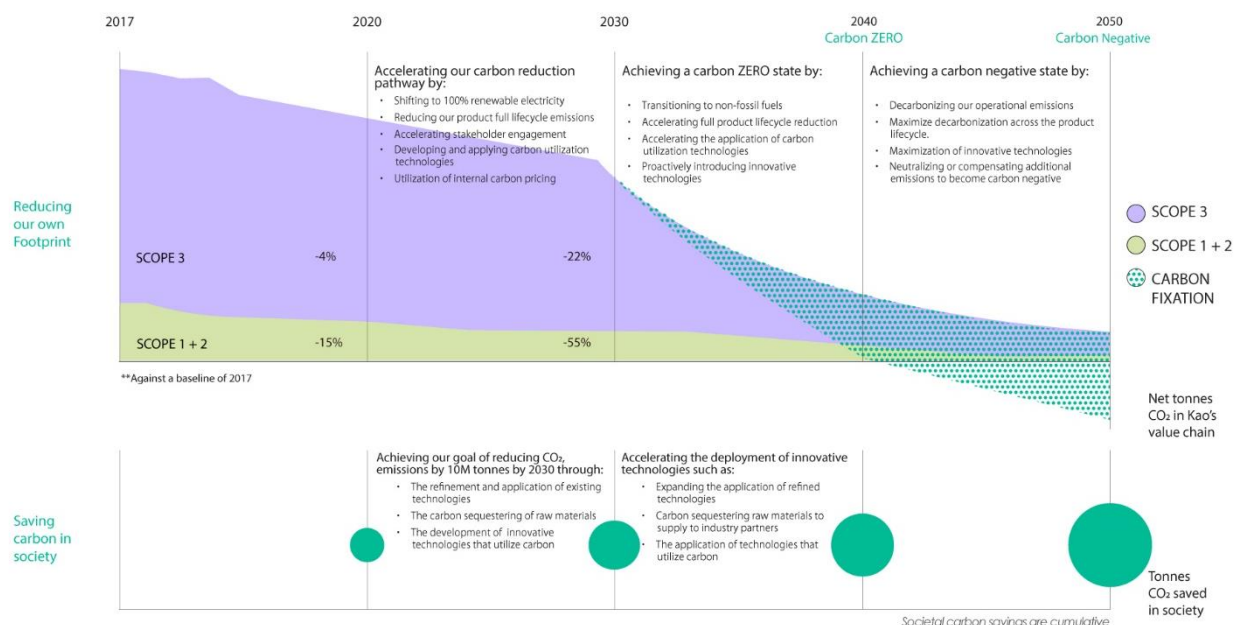 2017
2020
2030
2040
Carbon ZERO
2050
Carbon Negative
Accelerating our carbon reduction
pathway by:
• Shifting to 100% renewable electricity
• Reducing our product full lifecycle emissions
• Accelerating stakeholder engagement
• Developing and applying carbon utilization
technologies
• Utilization of internal carbon pricing
Achieving a carbon ZERO state by:
• Transitioning to non-fossil fuels
• Accelerating full product lifecycle reduction
• Accelerating the application of carbon
utilization technologies
• Proactively introducing innovative
technologies
Achieving a carbon negative state by:
• Decarbonizing our operational emissions
• Maximize decarbonization across the product
lifecycle.
• Maximization of innovative technologies
• Neutralizing or compensating additional
emissions to become carbon negative
Reducing
our own
Footprint
SCOPE 3
-4%
-22%
SCOPE 1 + 2
-15%
-55%
SCOPE 3
SCOPE 1 + 2
CARBON
FIXATION
**Against a baseline of 2017
Net tonnes
CO₂ in Kao's
value chain
Saving
carbon in
society
Achieving our goal of reducing CO₂,
emissions by 10M tonnes by 2030 through:
• The refinement and application of existing
technologies
• The carbon sequestering of raw materials
• The development of innovative
technologies that utilize carbon
Accelerating the deployment of innovative
technologies such as:
• Expanding the application of refined
technologies
• Carbon sequestering raw materials to
supply to industry partners
• The application of technologies that
utilize carbon
Tonnes
CO₂ saved
in society
Societal carbon savings are cumulative